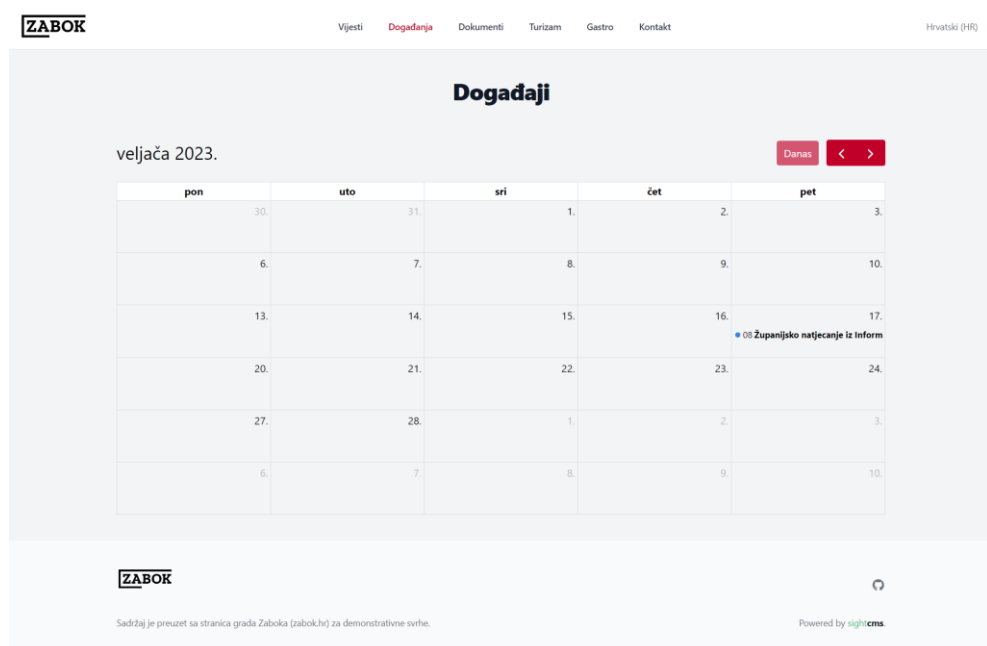 ZABOK
Vijesti Događanja Dokumenti Turizam Gastro Kontakt
Hrvatski (HR)
Događaji
veljača 2023.
Danas
pon uto sri čet pet
30. 31. 1. 2. 3.
6. 7. 8. 9. 10.
13. 14. 15. 16. 17.
08 Županijsko natjecanje iz Inform
20. 21. 22. 23. 24.
27. 28. 1. 2. 3.
6. 7. 8. 9. 10.
ZABOK
Sadržaj je preuzet sa stranica grada Zaboka (zabok.hr) za demonstrativne svrhe.
Powered by sightcms.